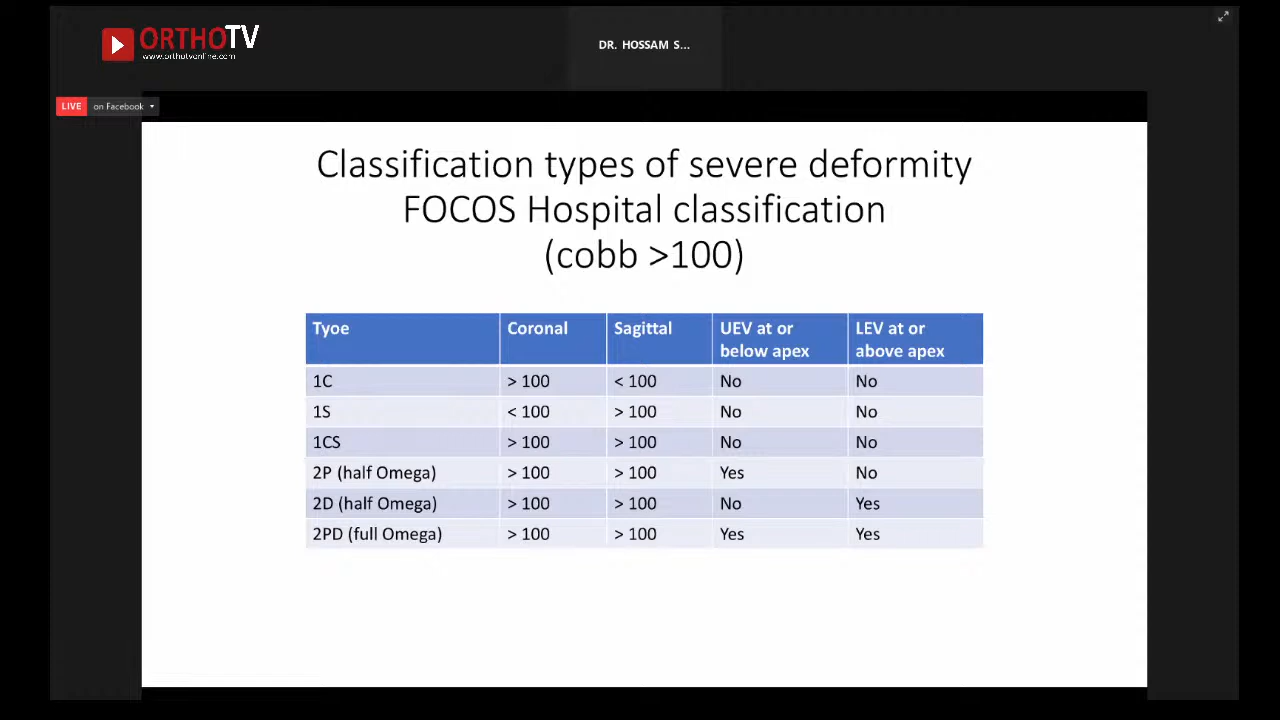 ORTHOTV
www.orthotvonline.com
DR. HOSSAM S...
LIVE on Facebook
Classification types of severe deformity
FOCOS Hospital classification
(cobb >100)
Tyoe Coronal Sagittal UEV at or below apex LEV at or above apex
1C > 100 < 100 No No
1S < 100 > 100 No No
1CS > 100 > 100 No No
2P (half Omega) > 100 > 100 Yes No
2D (half Omega) > 100 > 100 No Yes
2PD (full Omega) > 100 > 100 Yes Yes